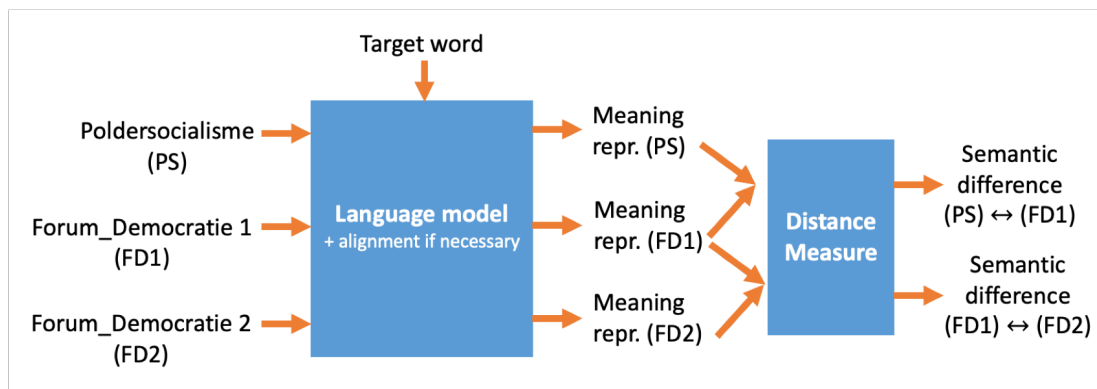 Target word
Poldersocialisme
(PS)
Forum_Democratie 1
(FD1)
Forum_Democratie 2
(FD2)
Language model
+ alignment if necessary
Meaning
repr. (PS)
Meaning
repr. (FD1)
Meaning
repr. (FD2)
Distance
Measure
Semantic
difference
(PS) ↔ (FD1)
Semantic
difference
(FD1) ↔ (FD2)